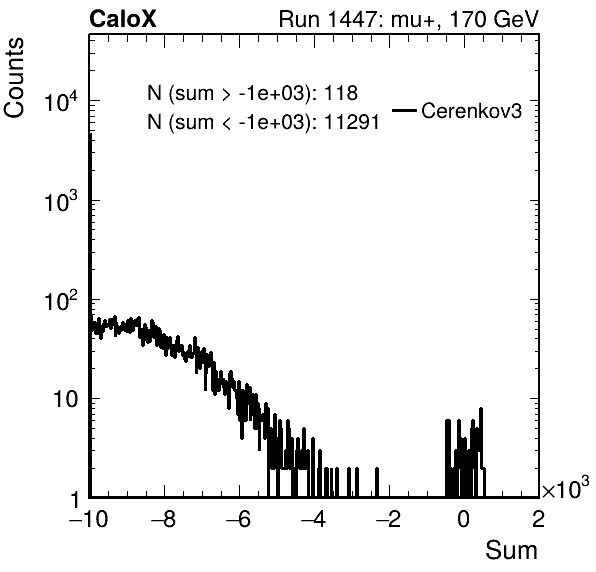 CaloX Run 1447: mu+, 170 GeV
Counts
N (sum > -1e+03): 118
N (sum < -1e+03): 11291
Cerenkov3
10⁴
10³
10²
10
1
−10 −8 −6 −4 −2 0 2
×10³
Sum